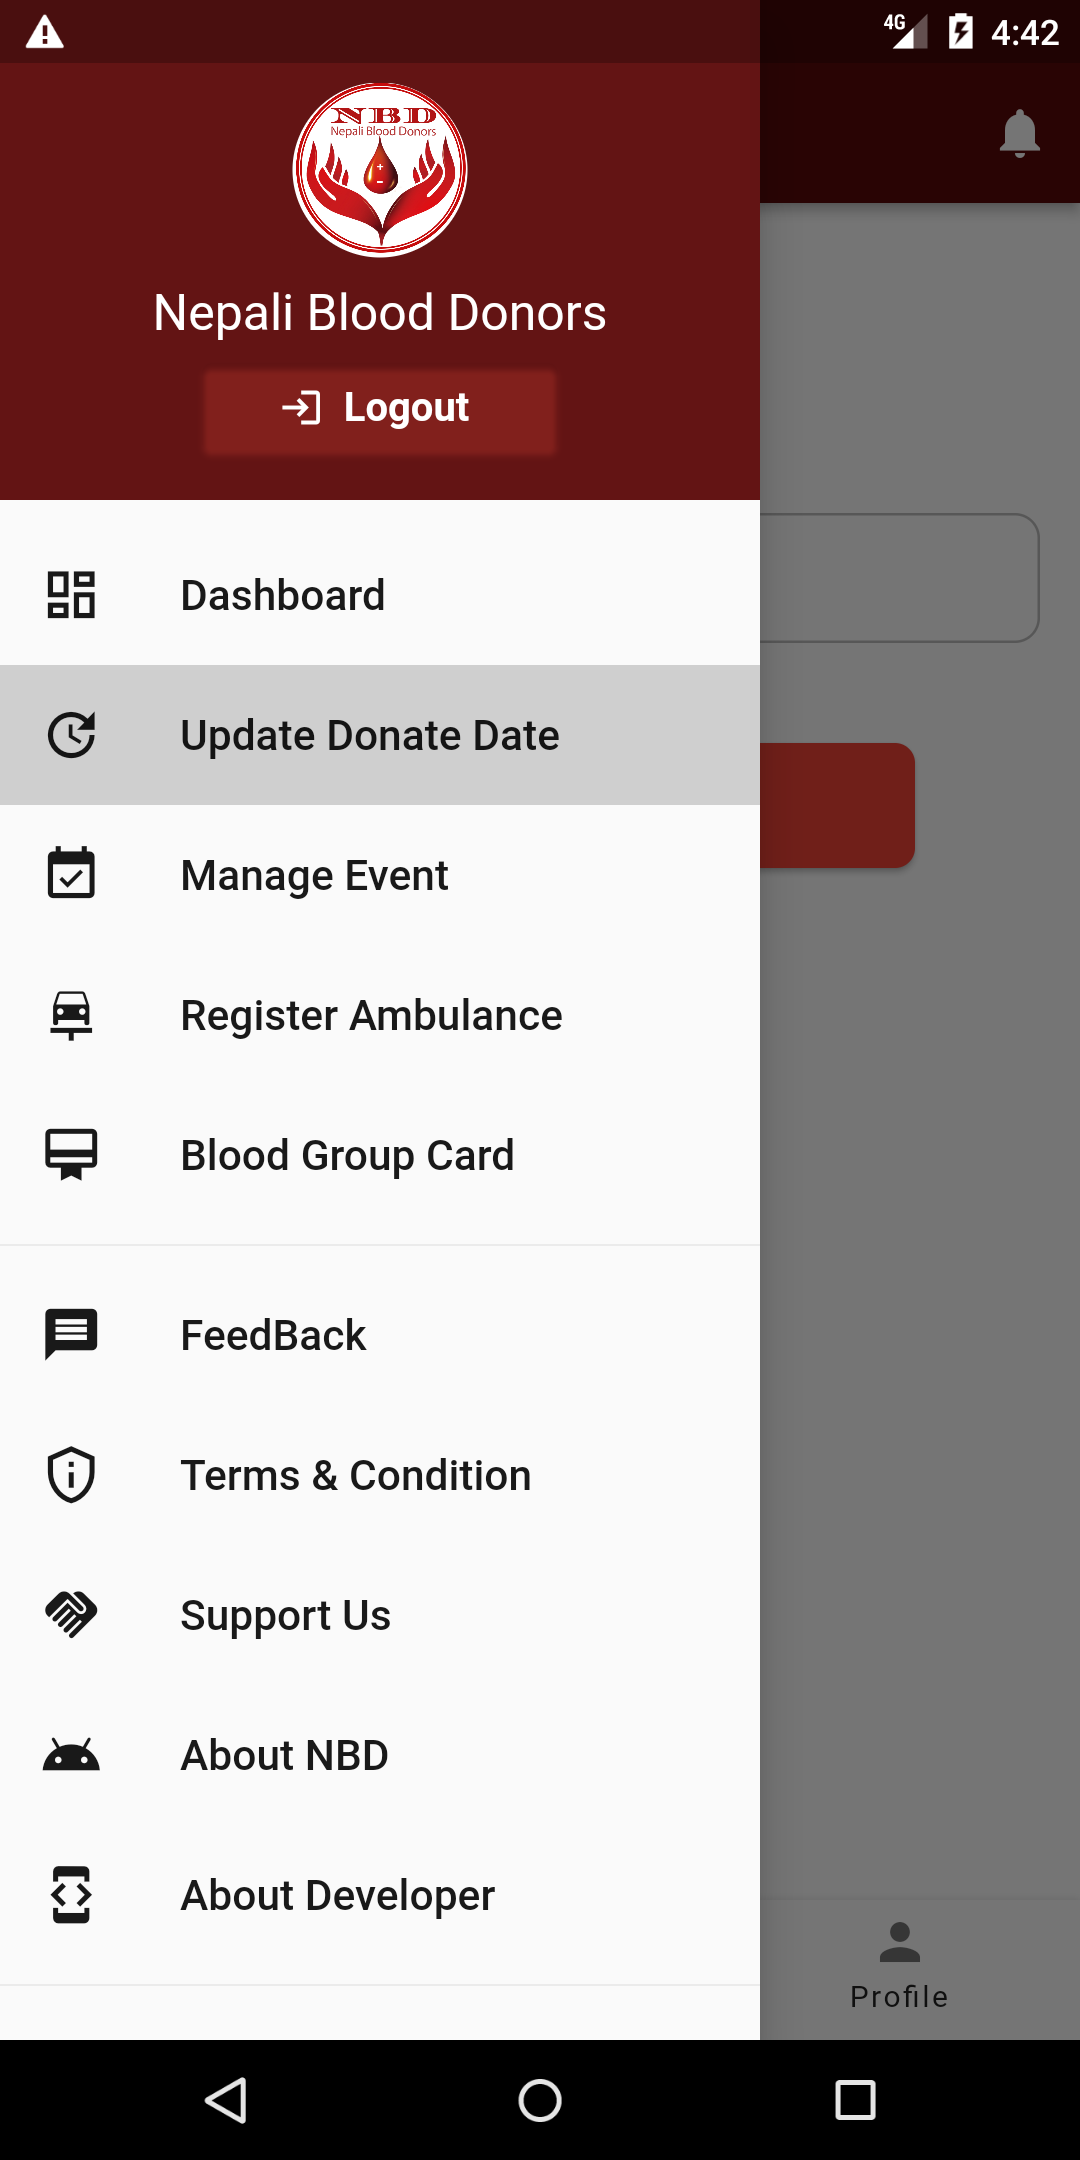 4G
4:42
NBD
Nepali Blood Donors
Nepali Blood Donors
Logout
Dashboard
Update Donate Date
Manage Event
Register Ambulance
Blood Group Card
FeedBack
Terms & Condition
Support Us
About NBD
About Developer
Profile